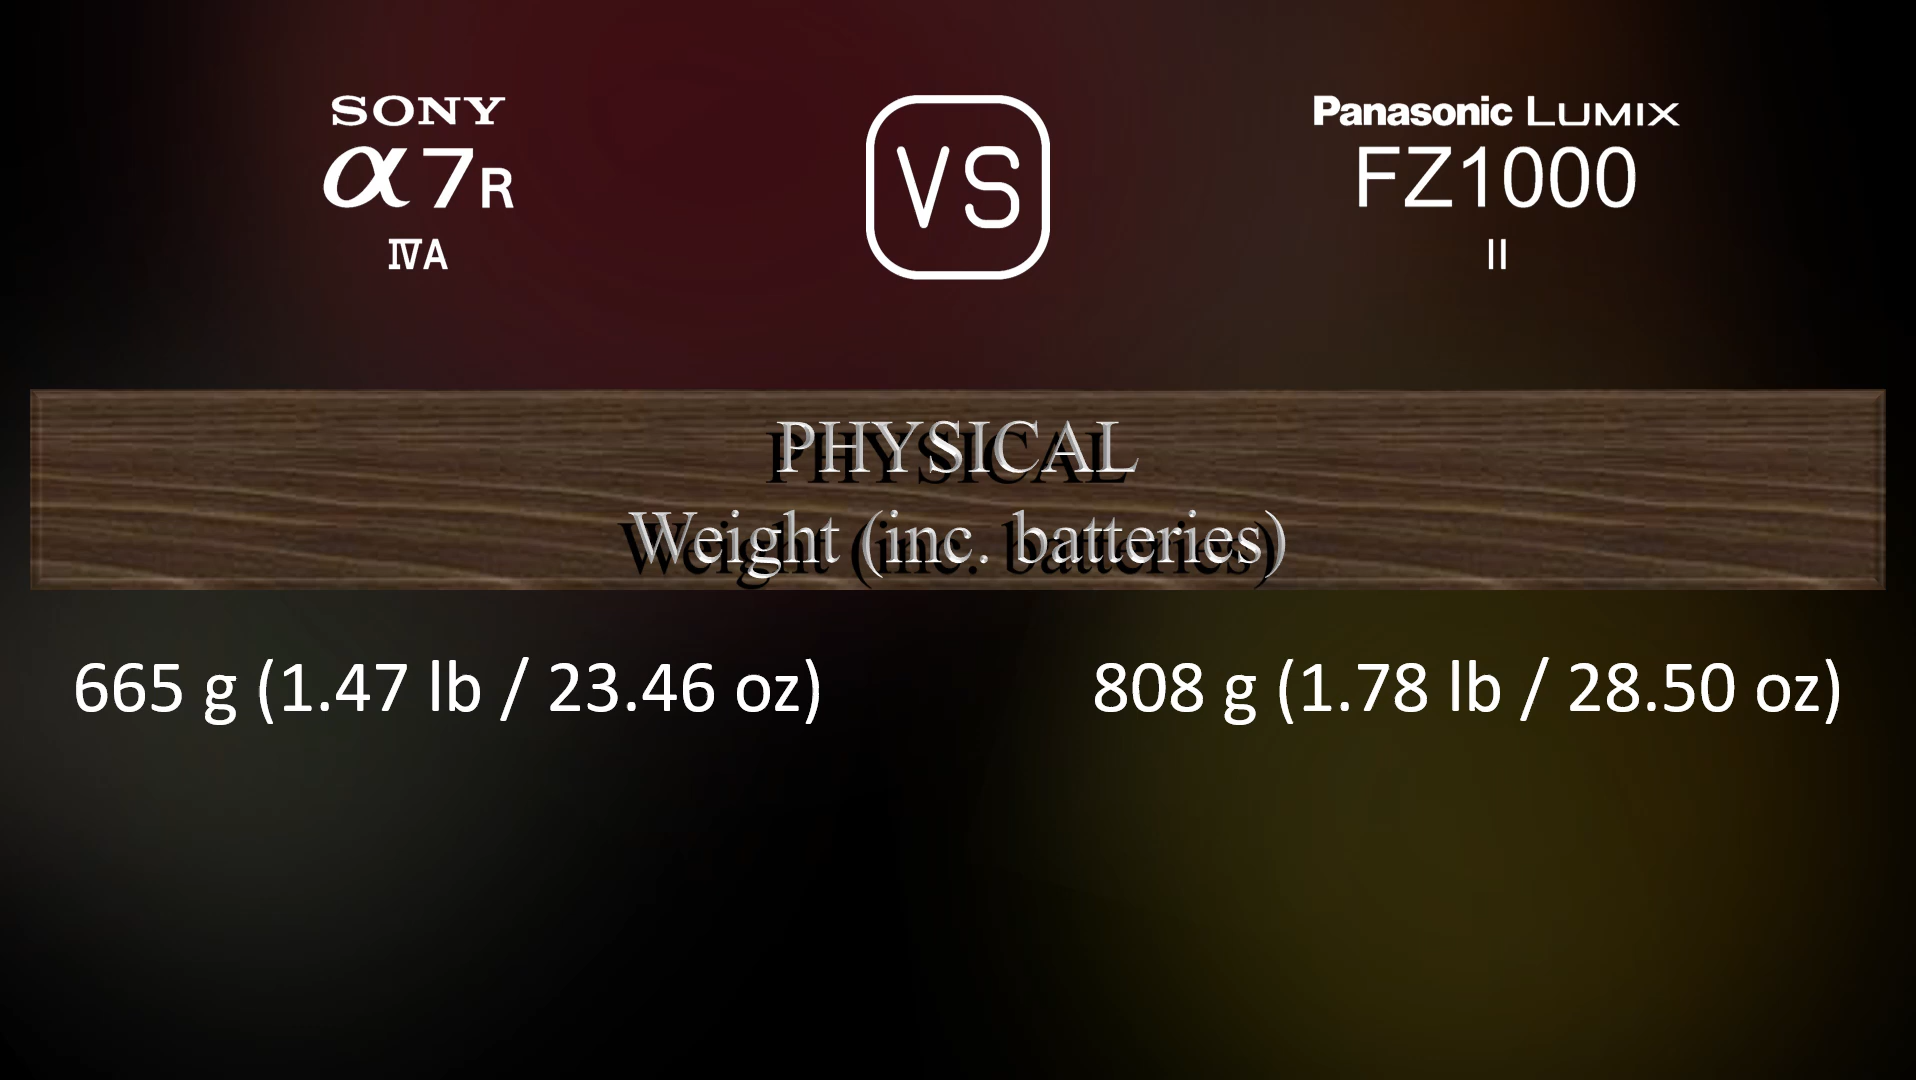 SONY
α7R
IVA
VS
Panasonic LUMIX
FZ1000
II
PHYSICAL
Weight (inc. batteries)
665 g (1.47 lb / 23.46 oz)
808 g (1.78 lb / 28.50 oz)